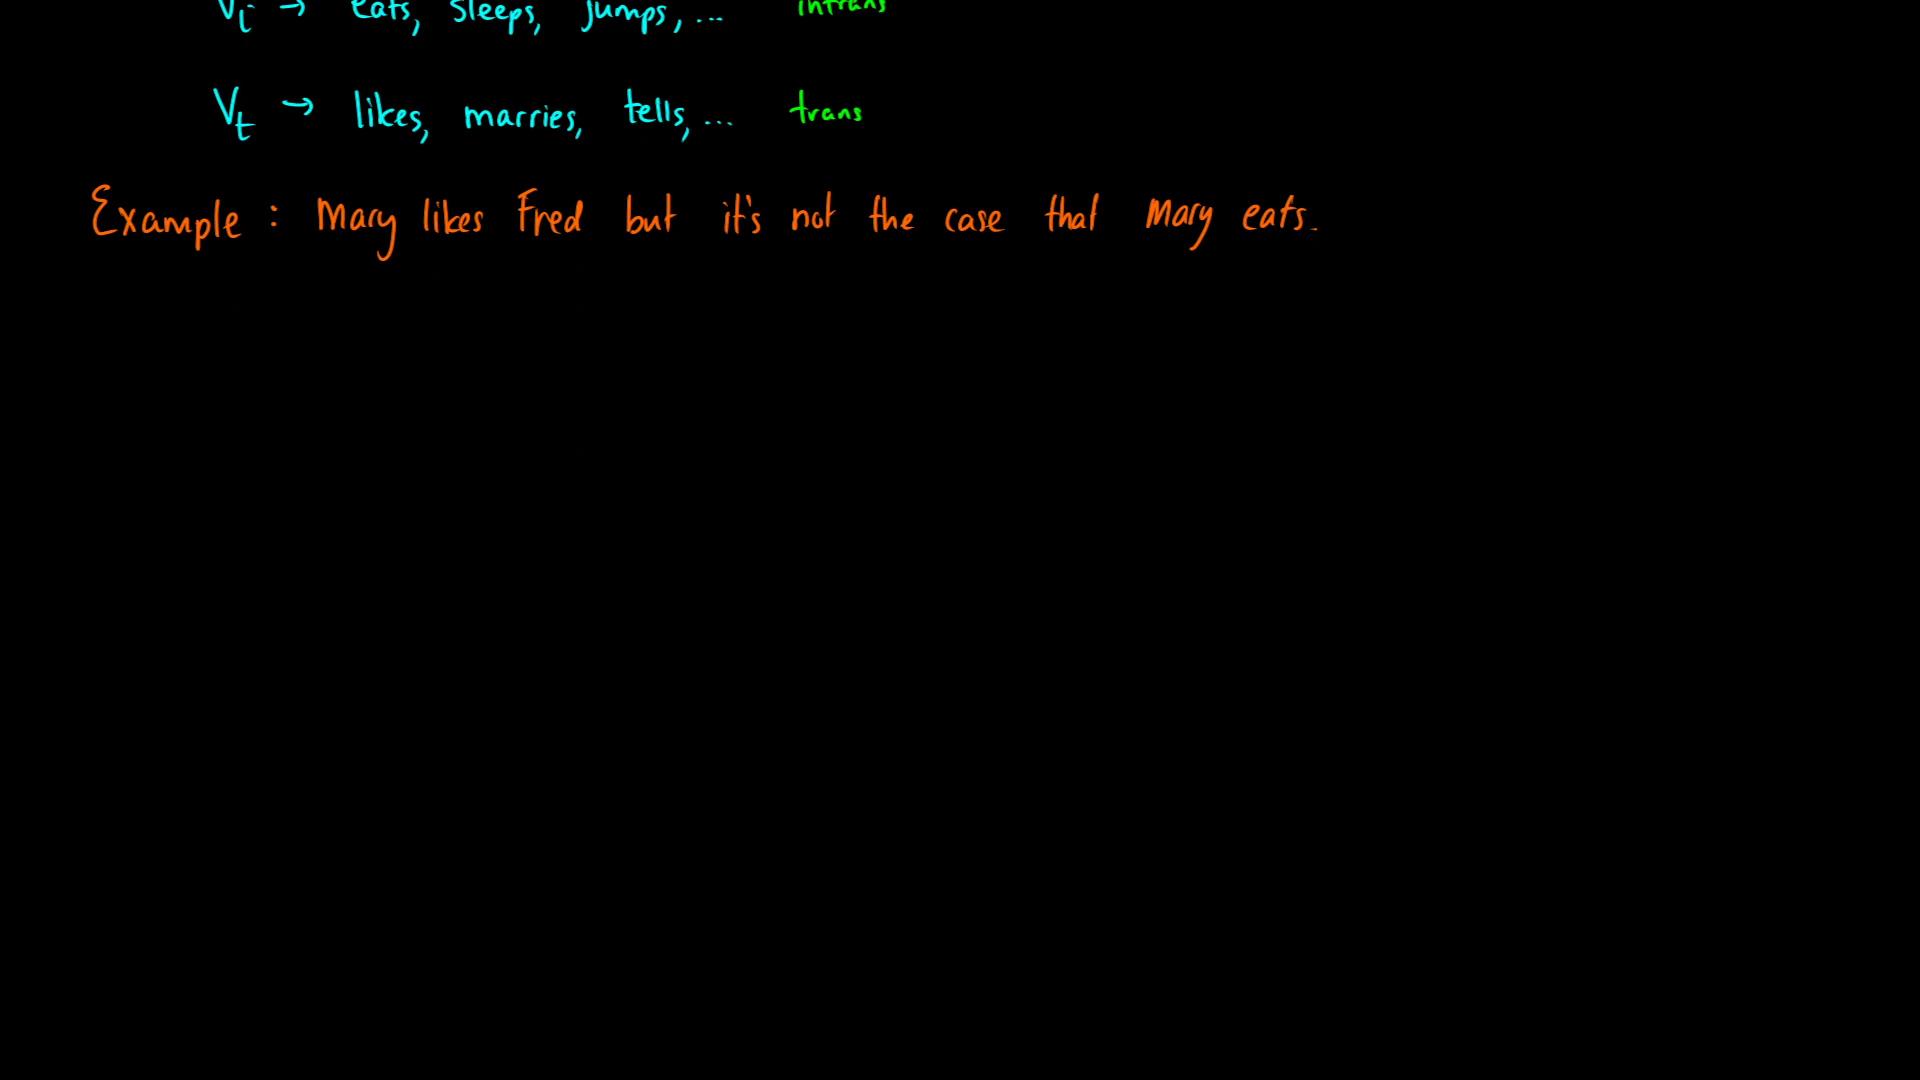 Vi → eats, sleeps, jumps, ... intrans
Vt → likes, marries, tells, ... trans
Example : Mary likes Fred but it's not the case that Mary eats.